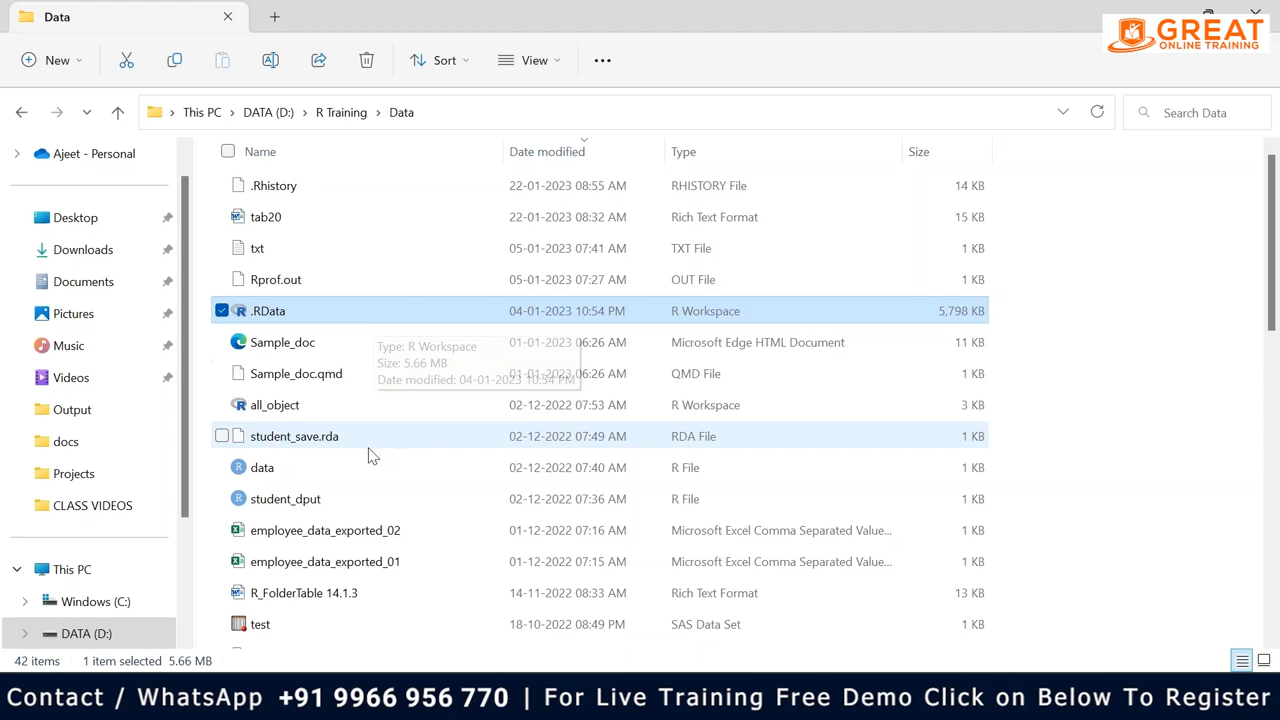 Data
GREAT
ONLINE TRAINING
New
Sort
View
This PC
DATA (D:)
R Training
Data
Search Data
Ajeet - Personal
Desktop
Downloads
Documents
Pictures
Music
Videos
Output
docs
Projects
CLASS VIDEOS
This PC
Windows (C:)
DATA (D:)
Name Date modified Type Size
.Rhistory 22-01-2023 08:55 AM RHISTORY File 14 KB
tab20 22-01-2023 08:32 AM Rich Text Format 15 KB
txt 05-01-2023 07:41 AM TXT File 1 KB
Rprof.out 05-01-2023 07:27 AM OUT File 1 KB
.RData 04-01-2023 10:54 PM R Workspace 5,798 KB
Sample_doc 01-01-2023 06:26 AM Microsoft Edge HTML Document 11 KB
Type: R Workspace
Size: 5.66 MB
Date modified: 04-01-2023 10:54 PM
Sample_doc.qmd 01-01-2023 06:26 AM QMD File 1 KB
all_object 02-12-2022 07:53 AM R Workspace 3 KB
student_save.rda 02-12-2022 07:49 AM RDA File 1 KB
data 02-12-2022 07:40 AM R File 1 KB
student_dput 02-12-2022 07:36 AM R File 1 KB
employee_data_exported_02 01-12-2022 07:16 AM Microsoft Excel Comma Separated Value... 1 KB
employee_data_exported_01 01-12-2022 07:15 AM Microsoft Excel Comma Separated Value... 1 KB
R_FolderTable 14.1.3 14-11-2022 08:33 AM Rich Text Format 13 KB
test 18-10-2022 08:49 PM SAS Data Set 1 KB
42 items 1 item selected 5.66 MB
Contact / WhatsApp +91 9966 956 770 | For Live Training Free Demo Click on Below To Register